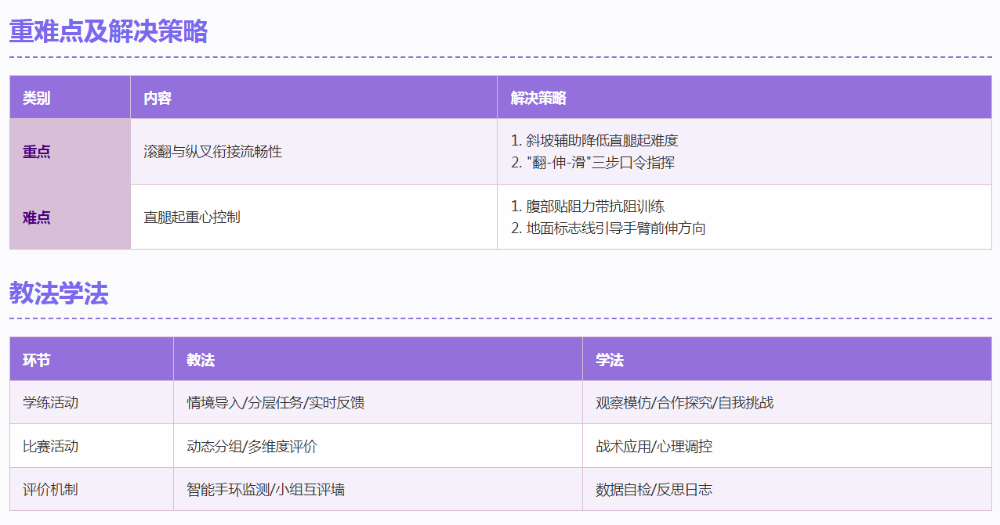 重难点及解决策略
类别 内容 解决策略
重点 滚翻与纵叉衔接流畅性 1. 斜坡辅助降低直腿起难度
2. "翻-伸-滑"三步口令指挥
难点 直腿起重心控制 1. 腹部贴阻力带抗阻训练
2. 地面标志线引导手臂前伸方向
教法学法
环节 教法 学法
学练活动 情境导入/分层任务/实时反馈 观察模仿/合作探究/自我挑战
比赛活动 动态分组/多维度评价 战术应用/心理调控
评价机制 智能手环监测/小组互评墙 数据自检/反思日志